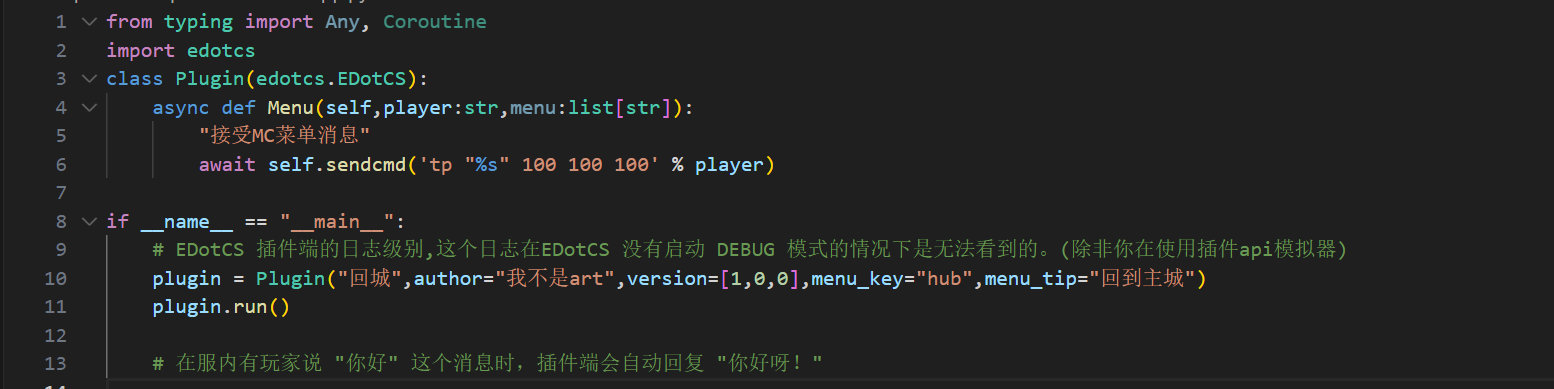 1 from typing import Any, Coroutine
2 import edotcs
3 class Plugin(edotcs.EDotCS):
4     async def Menu(self,player:str,menu:list[str]):
5         "接受MC菜单消息"
6         await self.sendcmd('tp "%s" 100 100 100' % player)
7
8 if __name__ == "__main__":
9     # EDotCS 插件端的日志级别,这个日志在EDotCS 没有启动 DEBUG 模式的情况下是无法看到的。(除非你在使用插件api模拟器)
10     plugin = Plugin("回城",author="我不是art",version=[1,0,0],menu_key="hub",menu_tip="回到主城")
11     plugin.run()
12
13     # 在服内有玩家说 "你好" 这个消息时，插件端会自动回复 "你好呀！"